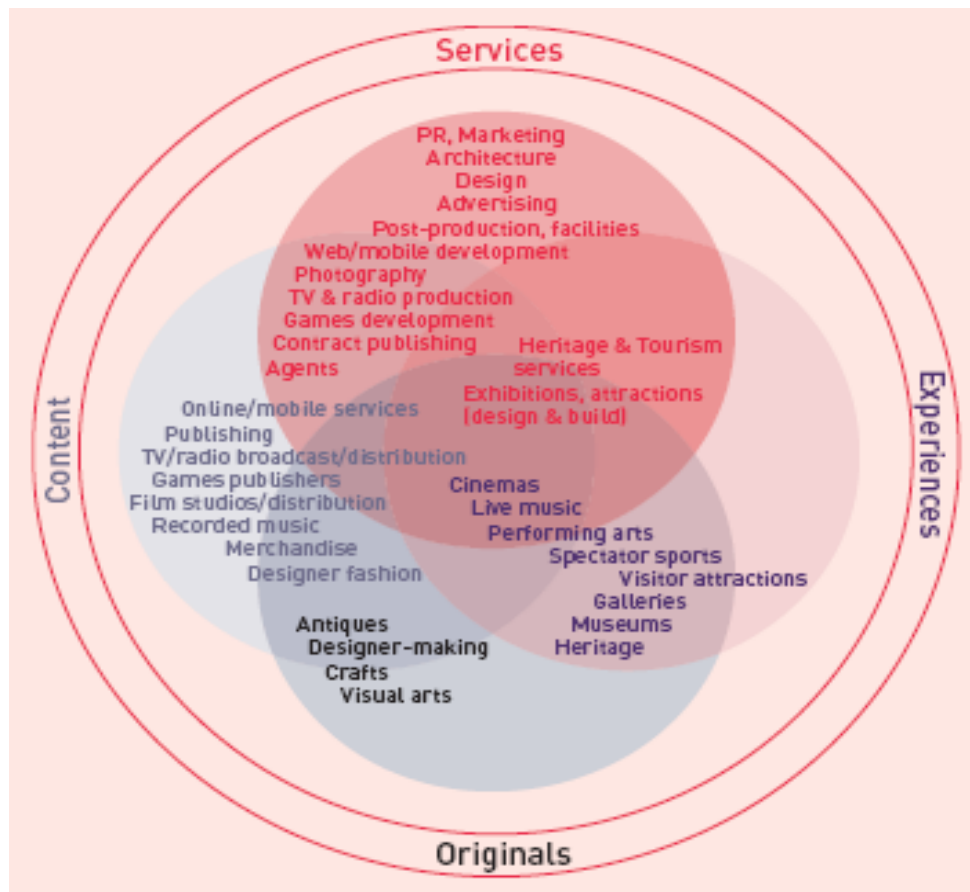 Services
PR, Marketing
Architecture
Design
Advertising
Post-production, facilities
Web/mobile development
Photography
TV & radio production
Games development
Contract publishing
Agents
Heritage & Tourism
services
Exhibitions, attractions
(design & build)
Content
Online/mobile services
Publishing
TV/radio broadcast/distribution
Games publishers
Film studios/distribution
Recorded music
Merchandise
Designer fashion
Experiences
Cinemas
Live music
Performing arts
Spectator sports
Visitor attractions
Galleries
Museums
Heritage
Antiques
Designer-making
Crafts
Visual arts
Originals